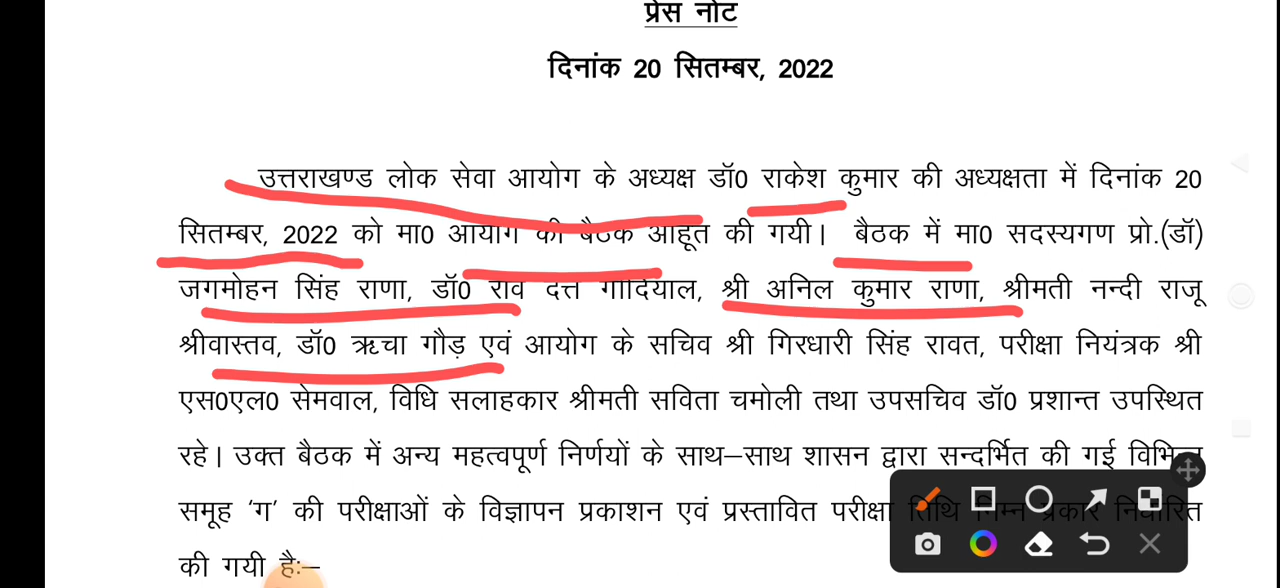 प्रेस नोट
दिनांक 20 सितम्बर, 2022
उत्तराखण्ड लोक सेवा आयोग के अध्यक्ष डॉ0 राकेश कुमार की अध्यक्षता में दिनांक 20
सितम्बर, 2022 को मा0 आयोग की बैठक आहूत की गयी। बैठक में मा0 सदस्यगण प्रो.(डॉ)
जगमोहन सिंह राणा, डॉ0 रवि दत्त गोदियाल, श्री अनिल कुमार राणा, श्रीमती नन्दी राजू
श्रीवास्तव, डॉ0 ऋचा गौड़ एवं आयोग के सचिव श्री गिरधारी सिंह रावत, परीक्षा नियंत्रक श्री
एस0एल0 सेमवाल, विधि सलाहकार श्रीमती सविता चमोली तथा उपसचिव डॉ0 प्रशान्त उपस्थित
रहे। उक्त बैठक में अन्य महत्वपूर्ण निर्णयों के साथ–साथ शासन द्वारा सन्दर्भित की गई विभिन्न
समूह 'ग' की परीक्षाओं के विज्ञापन प्रकाशन एवं प्रस्तावित परीक्षा तिथि निम्न प्रकार निर्धारित
की गयी है:–